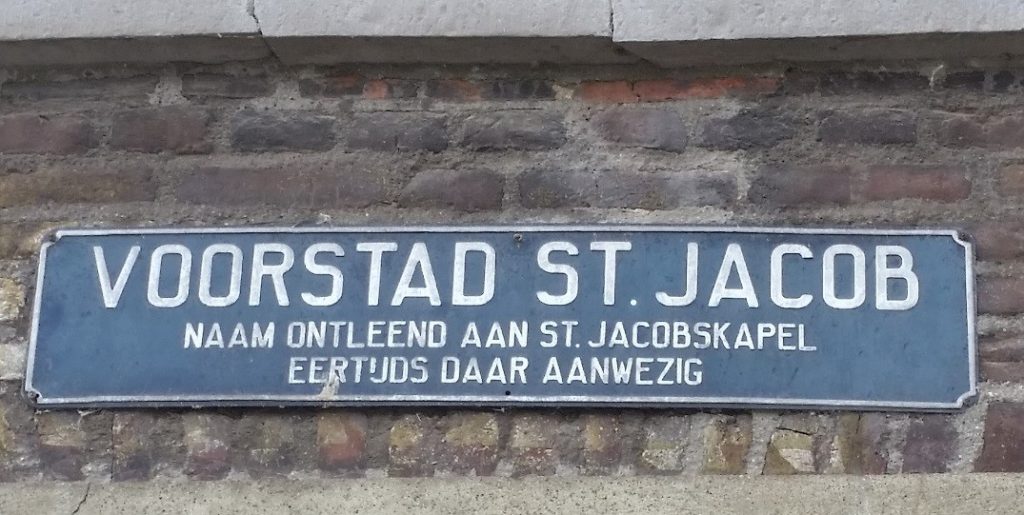 VOORSTAD ST. JACOB
NAAM ONTLEEND AAN ST. JACOBSKAPEL
EERTIJDS DAAR AANWEZIG